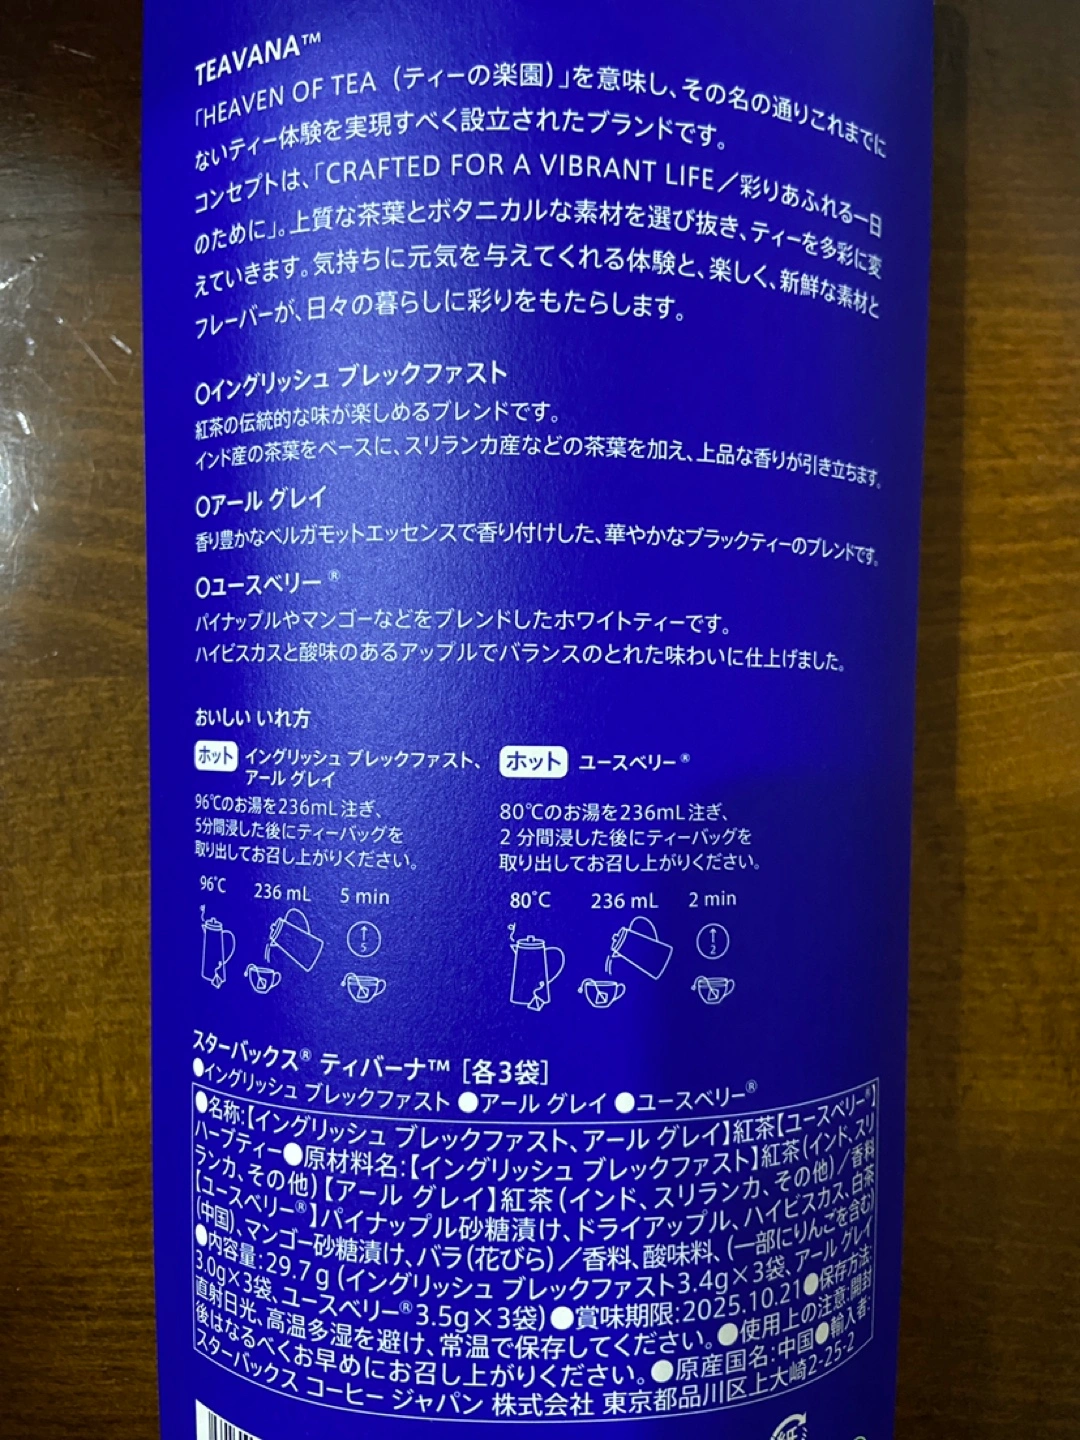 TEAVANA™
「HEAVEN OF TEA（ティーの楽園）」を意味し、その名の通りこれまでに
ないティー体験を実現すべく設立されたブランドです。
コンセプトは、「CRAFTED FOR A VIBRANT LIFE／彩りあふれる一日
のために」。上質な茶葉とボタニカルな素材を選び抜き、ティーを多彩に変
えていきます。気持ちに元気を与えてくれる体験と、楽しく、新鮮な素材と
フレーバーが、日々の暮らしに彩りをもたらします。
○イングリッシュ ブレックファスト
紅茶の伝統的な味が楽しめるブレンドです。
インド産の茶葉をベースに、スリランカ産などの茶葉を加え、上品な香りが引き立ちます。
○アール グレイ
香り豊かなベルガモットエッセンスで香り付けした、華やかなブラックティーのブレンドです。
○ユースベリー®
パイナップルやマンゴーなどをブレンドしたホワイトティーです。
ハイビスカスと酸味のあるアップルでバランスのとれた味わいに仕上げました。
おいしい いれ方
ホット イングリッシュ ブレックファスト、
アール グレイ
96℃のお湯を236mL注ぎ、
5分間浸した後にティーバッグを
取り出してお召し上がりください。
96℃ 236 mL 5 min
5
ホット ユースベリー®
80℃のお湯を236mL注ぎ、
2 分間浸した後にティーバッグを
取り出してお召し上がりください。
80℃ 236 mL 2 min
2
スターバックス® ティバーナ™［各3袋］
●イングリッシュ ブレックファスト ●アール グレイ ●ユースベリー®
●名称:【イングリッシュ ブレックファスト、アール グレイ】紅茶【ユースベリー®】
ハーブティー●原材料名:【イングリッシュ ブレックファスト】紅茶（インド、スリ
ランカ、その他）【アール グレイ】紅茶（インド、スリランカ、その他）／香料
【ユースベリー®】パイナップル砂糖漬け、ドライアップル、ハイビスカス、白茶
（中国）、マンゴー砂糖漬け、バラ（花びら）／香料、酸味料、（一部にりんごを含む）
●内容量:29.7g（イングリッシュ ブレックファスト3.4g×3袋、アール グレイ
3.0g×3袋、ユースベリー®3.5g×3袋）●賞味期限:2025.10.21●保存方法:
直射日光、高温多湿を避け、常温で保存してください。●使用上の注意:開封
後はなるべくお早めにお召し上がりください。●原産国名:中国●輸入者:
スターバックス コーヒー ジャパン 株式会社 東京都品川区上大崎2-25-2
紙